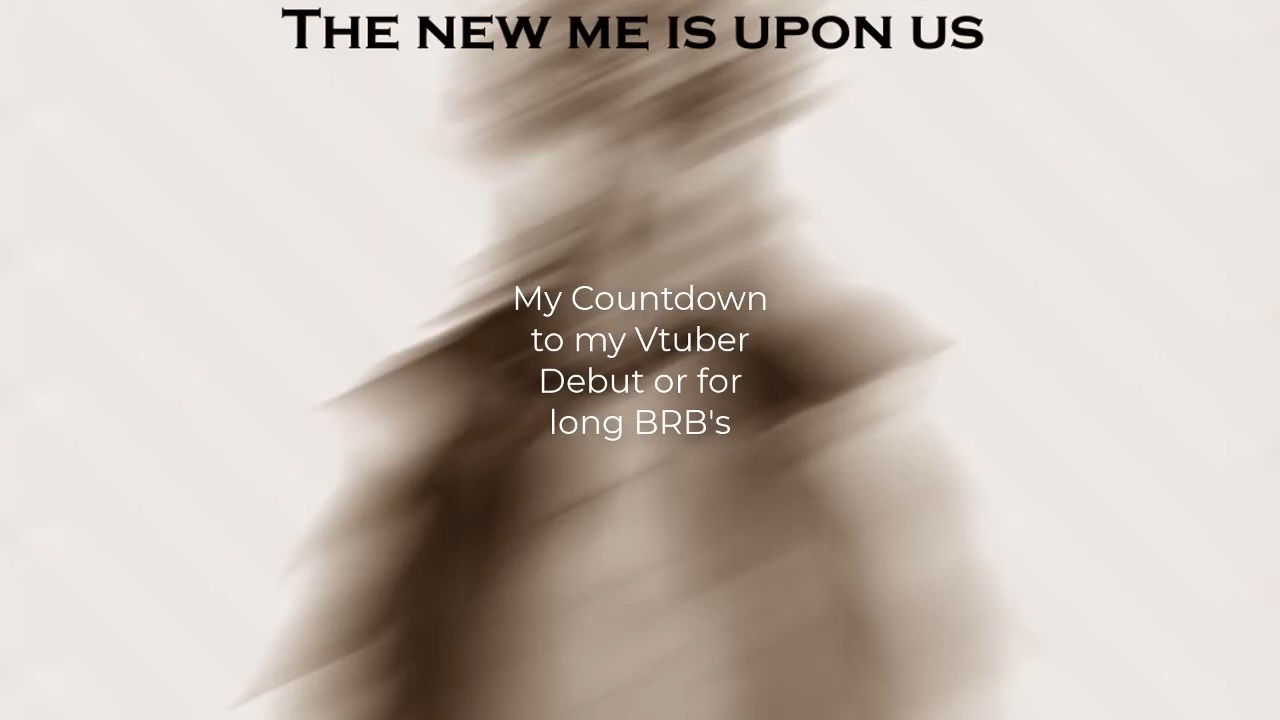 The new me is upon us
My Countdown
to my Vtuber
Debut or for
long BRB's